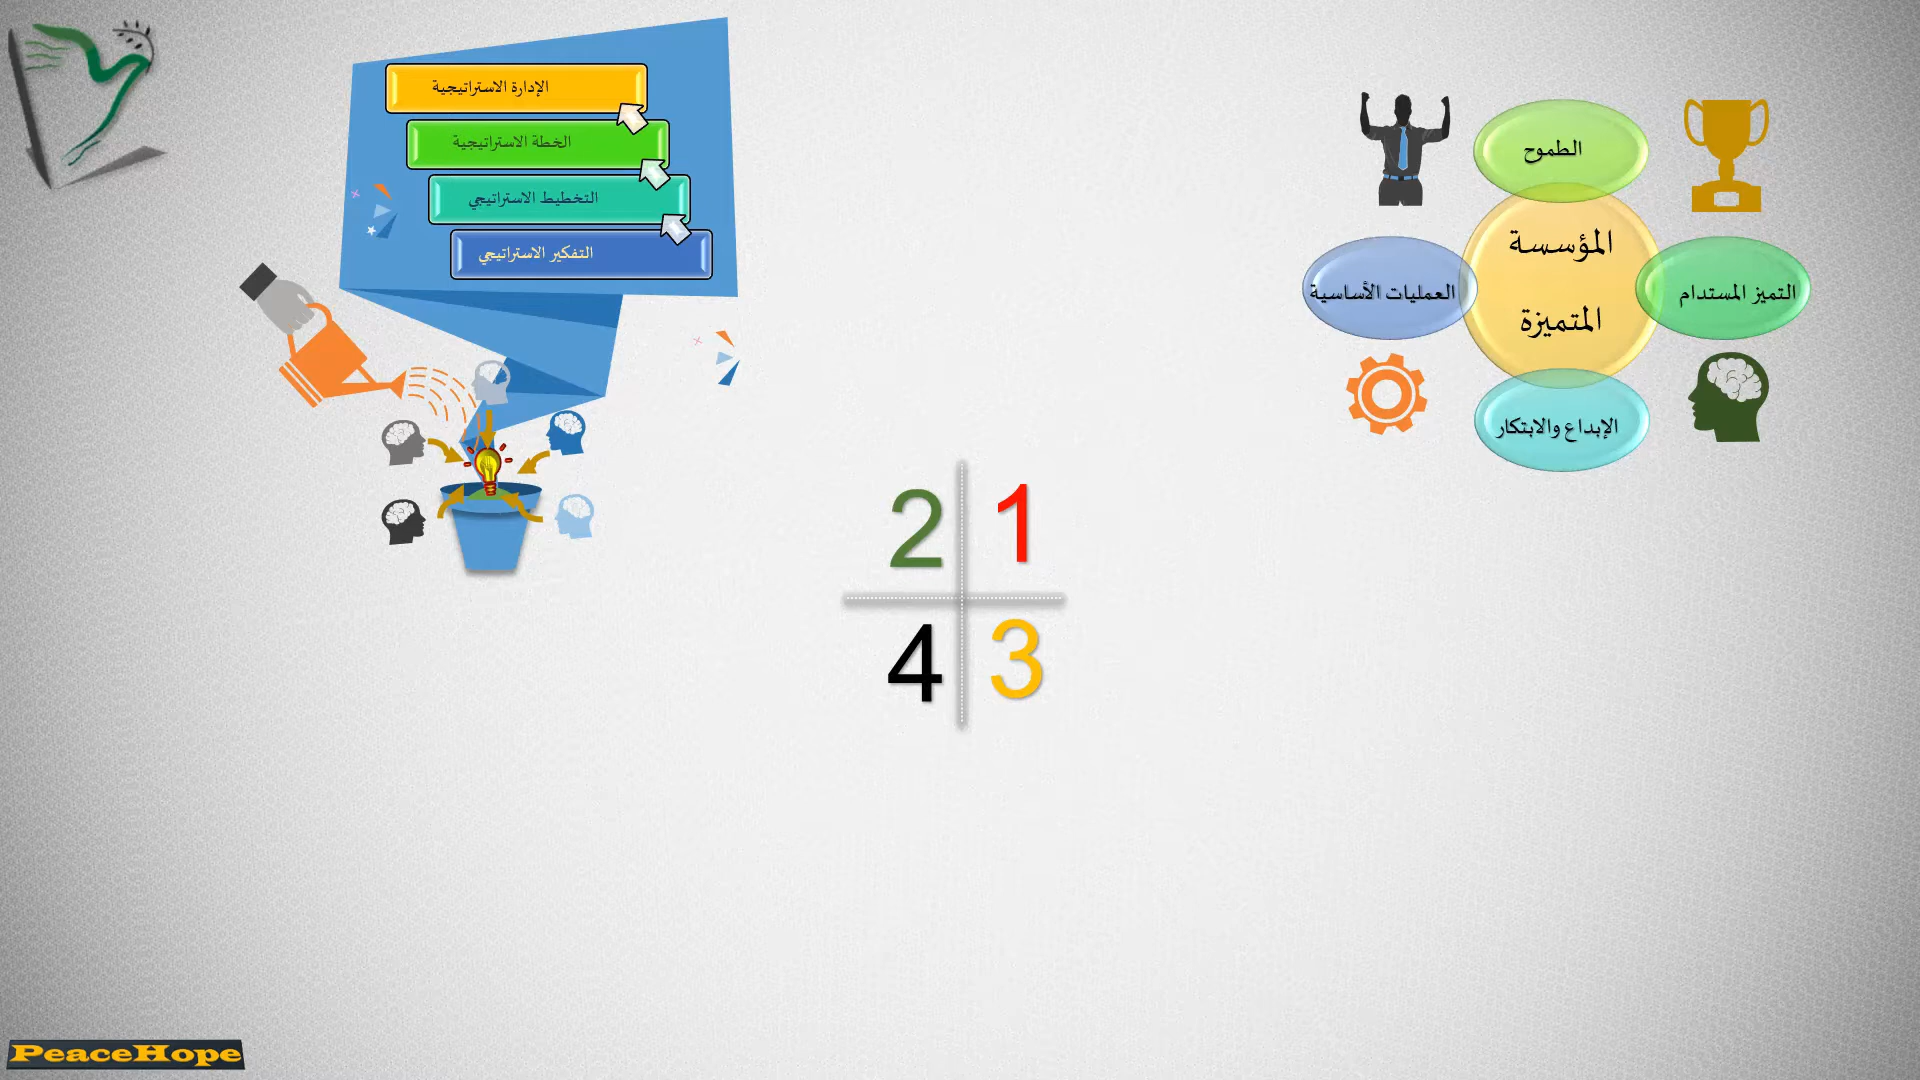 الطموح
المؤسسة
المتميزة
التميز المستدام
العمليات الأساسية
الإبداع والابتكار
الإدارة الاستراتيجية
الخطة الاستراتيجية
التخطيط الاستراتيجي
التفكير الاستراتيجي
1
2
3
4
PeaceHope